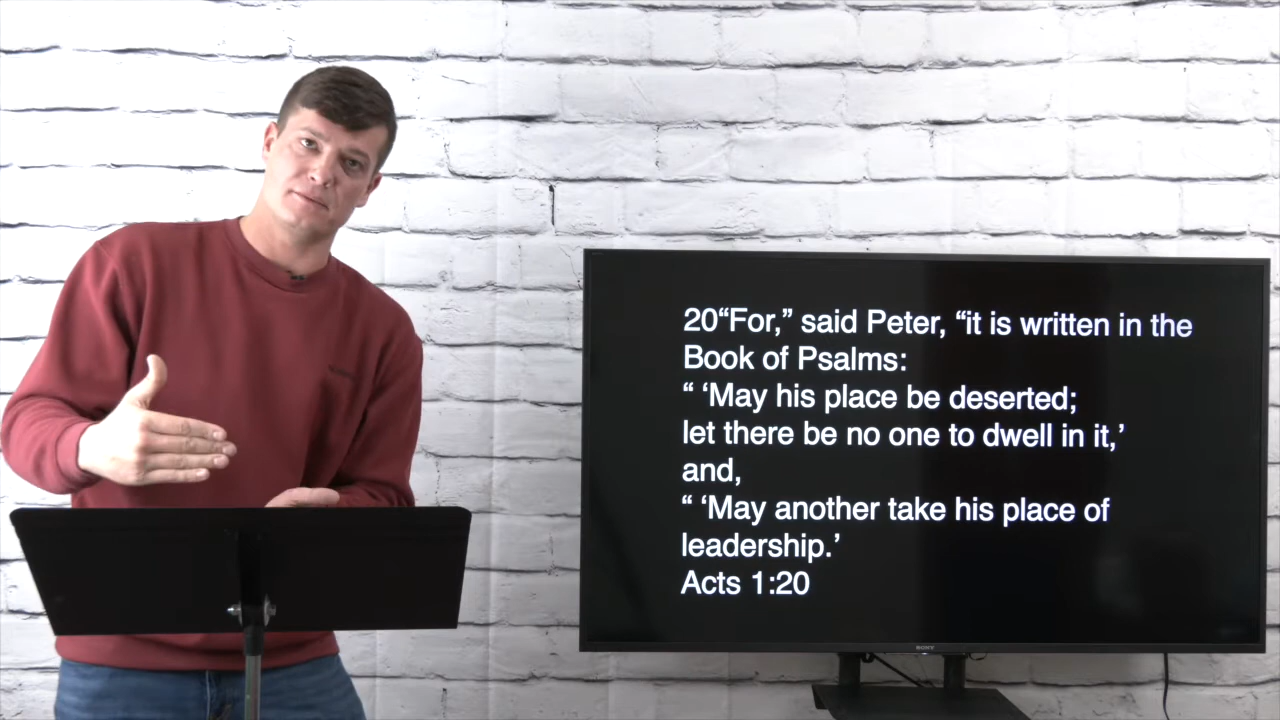 20“For,” said Peter, “it is written in the
Book of Psalms:
“ ‘May his place be deserted;
let there be no one to dwell in it,’
and,
“ ‘May another take his place of
leadership.’
Acts 1:20
SONY